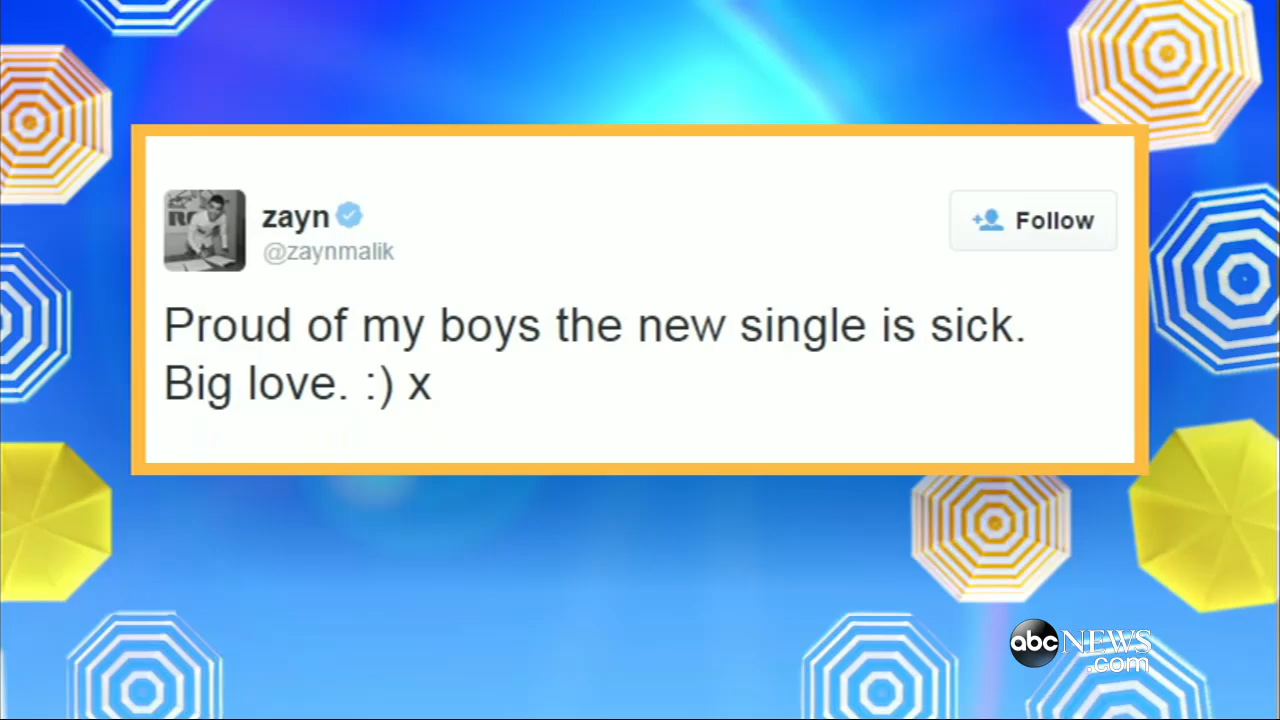 zayn
@zaynmalik
Follow
Proud of my boys the new single is sick.
Big love. :) x
abc NEWS
.com